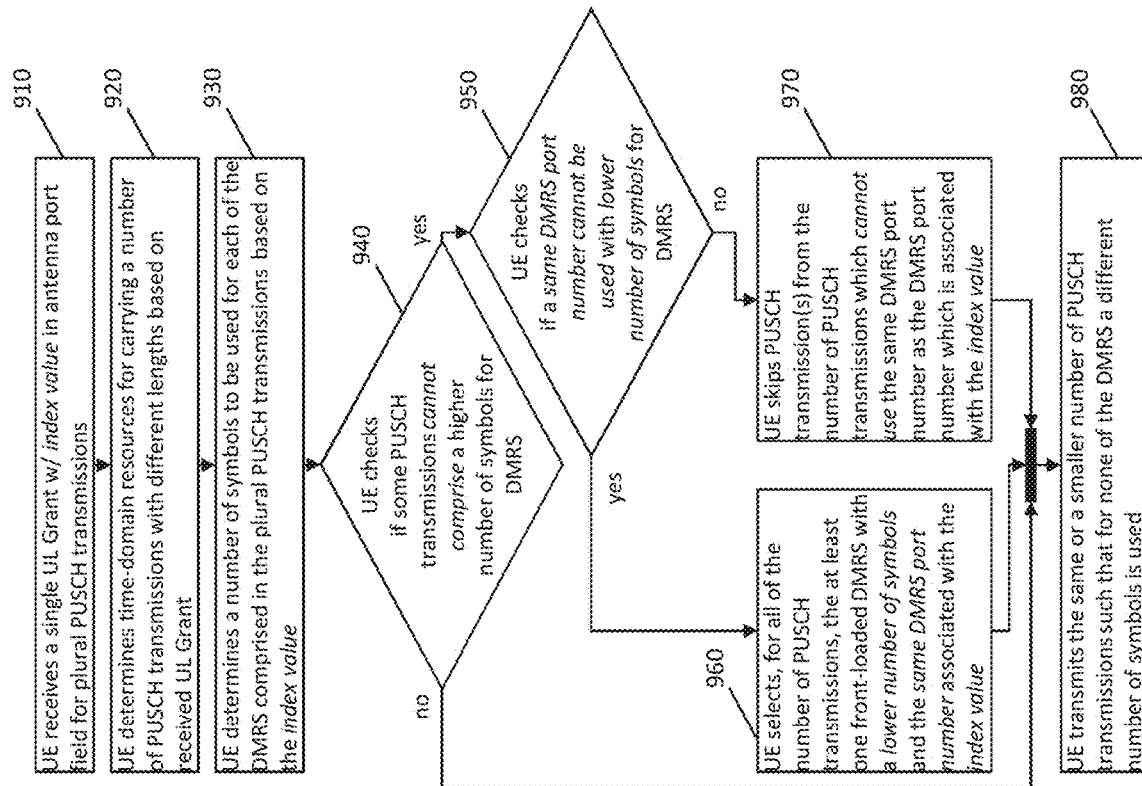 910
UE receives a single UL Grant w/ index value in antenna port
field for plural PUSCH transmissions
920
UE determines time-domain resources for carrying a number
of PUSCH transmissions with different lengths based on
received UL Grant
930
UE determines a number of symbols to be used for each of the
DMRS comprised in the plural PUSCH transmissions based on
the index value
940
UE checks
if some PUSCH
transmissions cannot
comprise a higher
number of symbols for
DMRS
no
yes
950
UE checks
if a same DMRS port
number cannot be
used with lower
number of symbols for
DMRS
yes
no
960
UE selects, for all of the
number of PUSCH
transmissions, the at least
one front-loaded DMRS with
a lower number of symbols
and the same DMRS port
number associated with the
index value
970
UE skips PUSCH
transmission(s) from the
number of PUSCH
transmissions which cannot
use the same DMRS port
number as the DMRS port
number which is associated
with the index value
980
UE transmits the same or a smaller number of PUSCH
transmissions such that for none of the DMRS a different
number of symbols is used